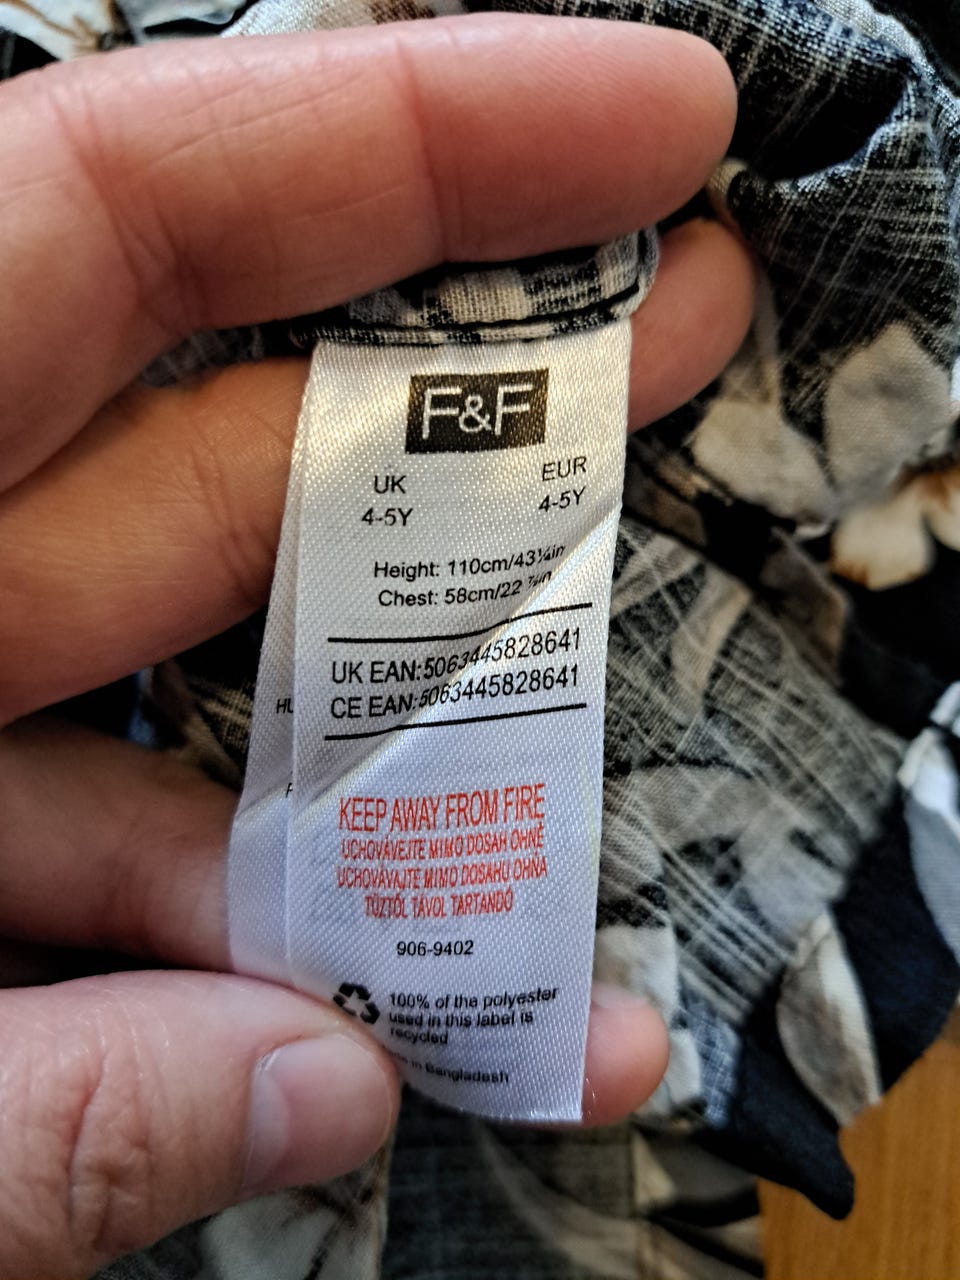 F&F
UK EUR
4-5Y 4-5Y
Height: 110cm/43¼in
Chest: 58cm/22
UK EAN:5063445828641
CE EAN:5063445828641
KEEP AWAY FROM FIRE
UCHOVÁVEJTE MIMO DOSAH OHNĚ
UCHOVÁVAJTE MIMO DOSAHU OHŇA
TŰZTŐL TÁVOL TARTANDÓ
906-9402
100% of the polyester
used in this label is
recycled
in Bangladesh